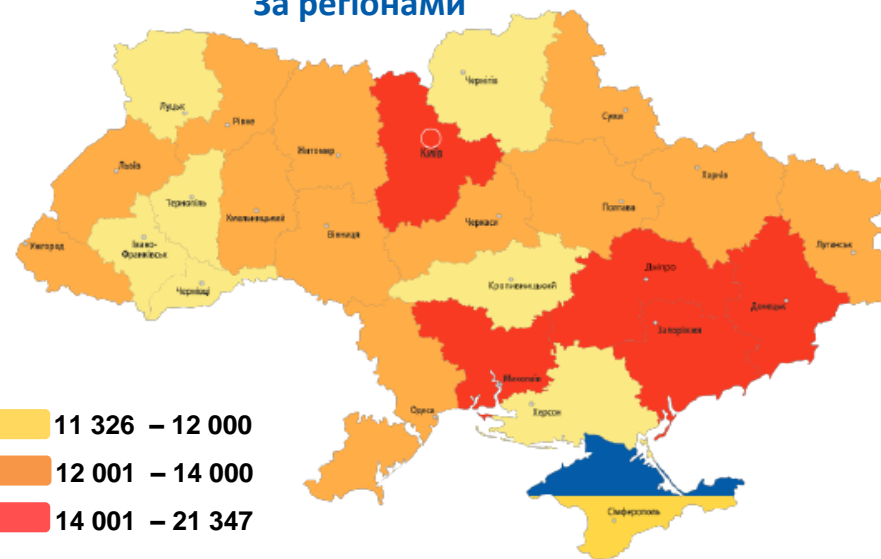 За регіонами
Чернігів
Луцьк
Рівне
Суми
Житомир
Київ
Львів
Харків
Тернопіль
Хмельницький
Полтава
Черкаси
Вінниця
Ужгород
Івано-
Франківськ
Луганськ
Чернівці
Кропивницький
Дніпро
Донецьк
Запоріжжя
Миколаїв
Одеса
Херсон
11 326 – 12 000
12 001 – 14 000
14 001 – 21 347
Сімферополь